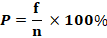 P = f/n × 100%